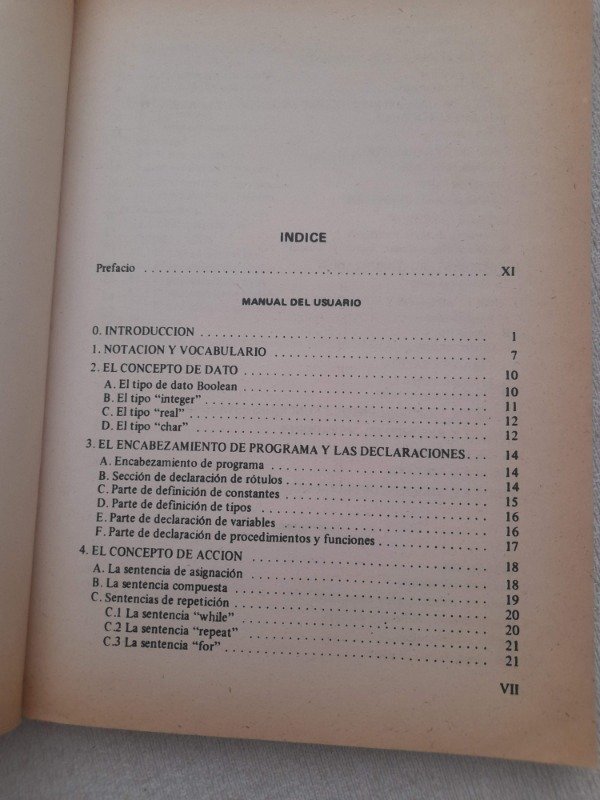 INDICE
Prefacio ........ XI
MANUAL DEL USUARIO
0. INTRODUCCION ........ 1
1. NOTACION Y VOCABULARIO ........ 7
2. EL CONCEPTO DE DATO ........ 10
A. El tipo de dato Boolean ........ 10
B. El tipo “integer” ........ 11
C. El tipo “real” ........ 12
D. El tipo “char” ........ 12
3. EL ENCABEZAMIENTO DE PROGRAMA Y LAS DECLARACIONES... 14
A. Encabezamiento de programa ........ 14
B. Sección de declaración de rótulos ........ 14
C. Parte de definición de constantes ........ 15
D. Parte de definición de tipos ........ 16
E. Parte de declaración de variables ........ 16
F. Parte de declaración de procedimientos y funciones ........ 17
4. EL CONCEPTO DE ACCION ........ 18
A. La sentencia de asignación ........ 18
B. La sentencia compuesta ........ 19
C. Sentencias de repetición ........ 20
C.1 La sentencia “while” ........ 20
C.2 La sentencia “repeat” ........ 21
C.3 La sentencia “for” ........ 21
VII